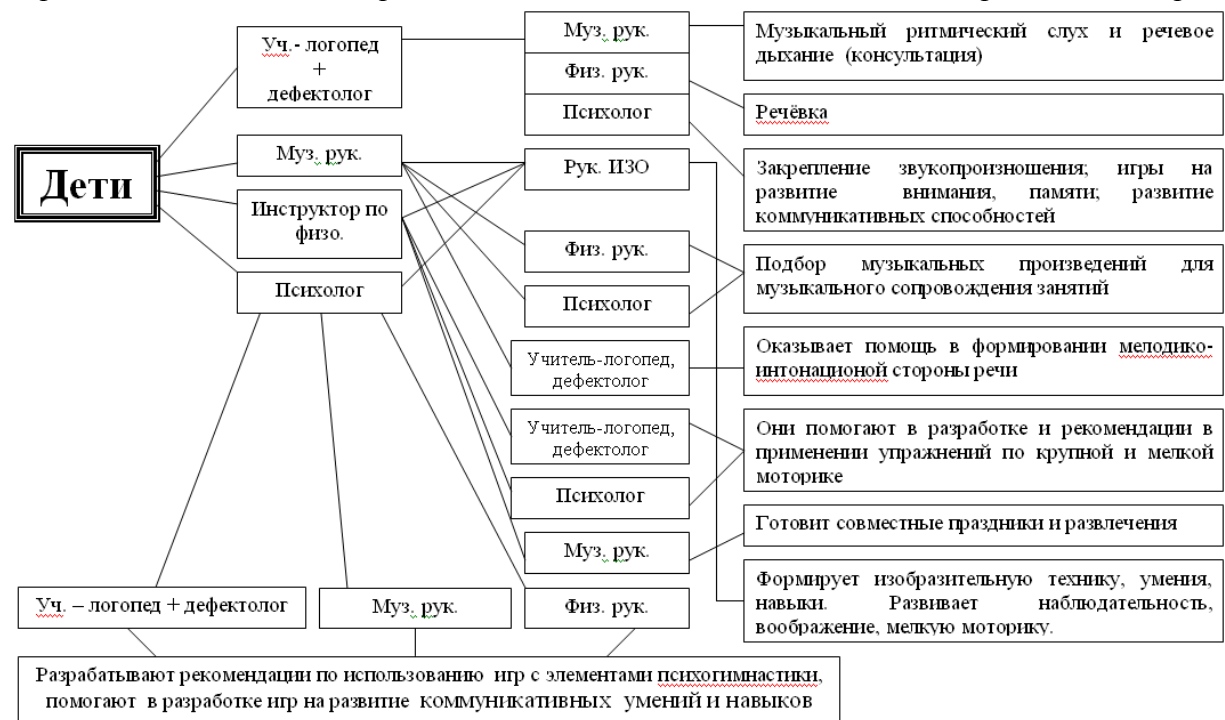 Дети
Уч.- логопед
+
дефектолог
Муз. рук.
Инструктор по
физо.
Психолог
Муз. рук.
Физ. рук.
Психолог
Рук. ИЗО
Физ. рук.
Психолог
Учитель-логопед,
дефектолог
Учитель-логопед,
дефектолог
Психолог
Муз. рук.
Музыкальный ритмический слух и речевое
дыхание (консультация)
Речёвка
Закрепление звукопроизношения; игры на
развитие внимания, памяти; развитие
коммуникативных способностей
Подбор музыкальных произведений для
музыкального сопровождения занятий
Оказывает помощь в формировании мелодико-
интонационой стороны речи
Они помогают в разработке и рекомендации в
применении упражнений по крупной и мелкой
моторике
Готовит совместные праздники и развлечения
Формирует изобразительную технику, умения,
навыки. Развивает наблюдательность,
воображение, мелкую моторику.
Уч. – логопед + дефектолог
Муз. рук.
Физ. рук.
Разрабатывают рекомендации по использованию игр с элементами психогимнастики,
помогают в разработке игр на развитие коммуникативных умений и навыков